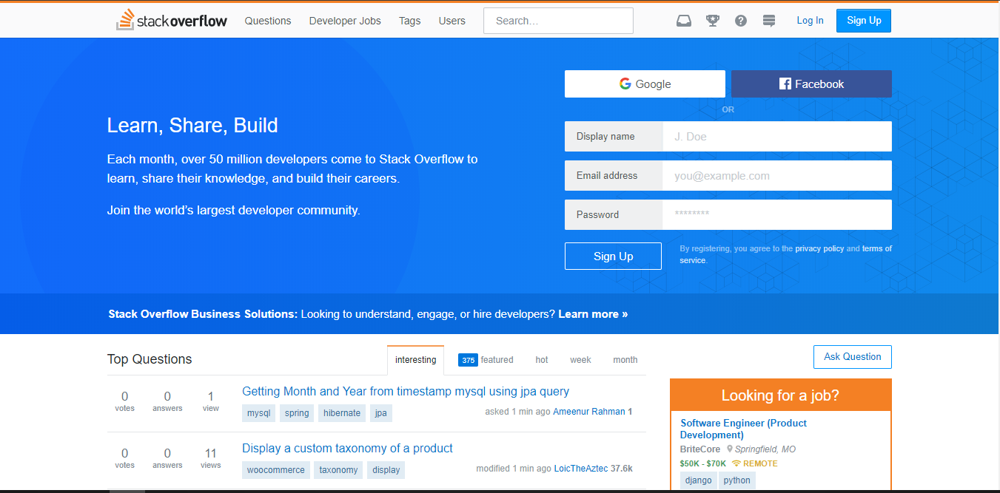 stackoverflow Questions Developer Jobs Tags Users Search... Log In Sign Up
Google Facebook
OR
Learn, Share, Build
Each month, over 50 million developers come to Stack Overflow to
learn, share their knowledge, and build their careers.
Join the world's largest developer community.
Display name J. Doe
Email address you@example.com
Password ********
Sign Up
By registering, you agree to the privacy policy and terms of
service.
Stack Overflow Business Solutions: Looking to understand, engage, or hire developers? Learn more »
Top Questions interesting 375 featured hot week month
0 votes 0 answers 1 view
Getting Month and Year from timestamp mysql using jpa query
mysql spring hibernate jpa
asked 1 min ago Ameenur Rahman 1
0 votes 0 answers 11 views
Display a custom taxonomy of a product
woocommerce taxonomy display
modified 1 min ago LoicTheAztec 37.6k
Ask Question
Looking for a job?
Software Engineer (Product
Development)
BriteCore Springfield, MO
$50K - $70K REMOTE
django python